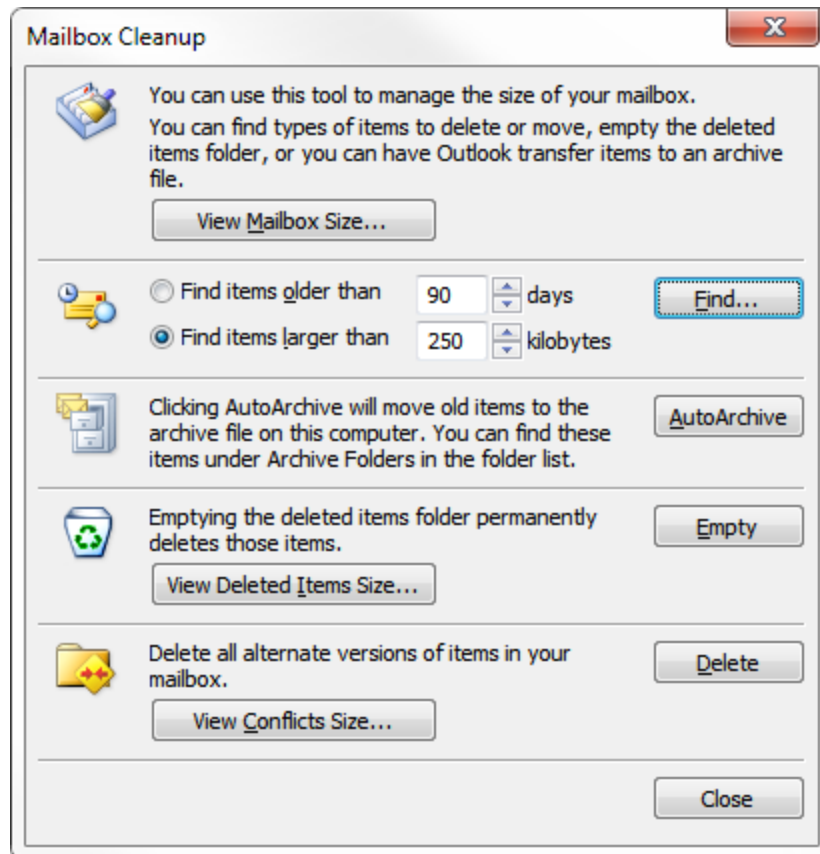 Mailbox Cleanup
You can use this tool to manage the size of your mailbox.
You can find types of items to delete or move, empty the deleted
items folder, or you can have Outlook transfer items to an archive
file.
View Mailbox Size...
Find items older than 90 days Find...
Find items larger than 250 kilobytes
Clicking AutoArchive will move old items to the
archive file on this computer. You can find these
items under Archive Folders in the folder list.
AutoArchive
Emptying the deleted items folder permanently
deletes those items.
Empty
View Deleted Items Size...
Delete all alternate versions of items in your
mailbox.
Delete
View Conflicts Size...
Close